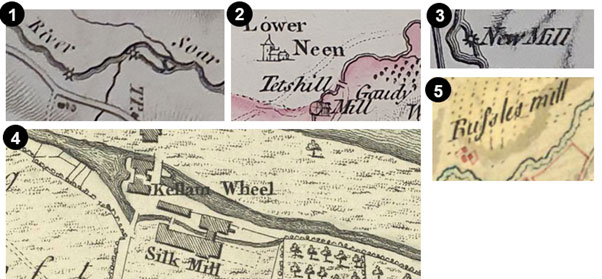 1
River Soar
2
Lower
Neen
Tetshill
Mill
Gaudy
W
3
New Mill
4
Kellam Wheel
Silk Mill
f t
5
Ruſsles mill